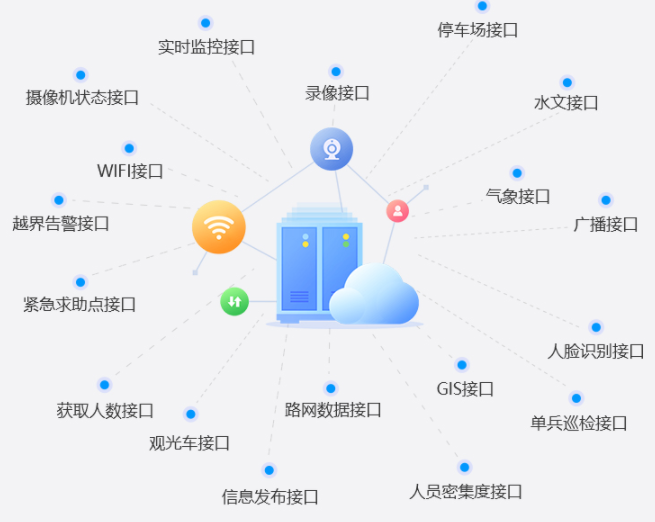 停车场接口
实时监控接口
录像接口
摄像机状态接口
水文接口
WIFI接口
气象接口
越界告警接口
广播接口
紧急求助点接口
人脸识别接口
GIS接口
获取人数接口
路网数据接口
单兵巡检接口
观光车接口
人员密集度接口
信息发布接口